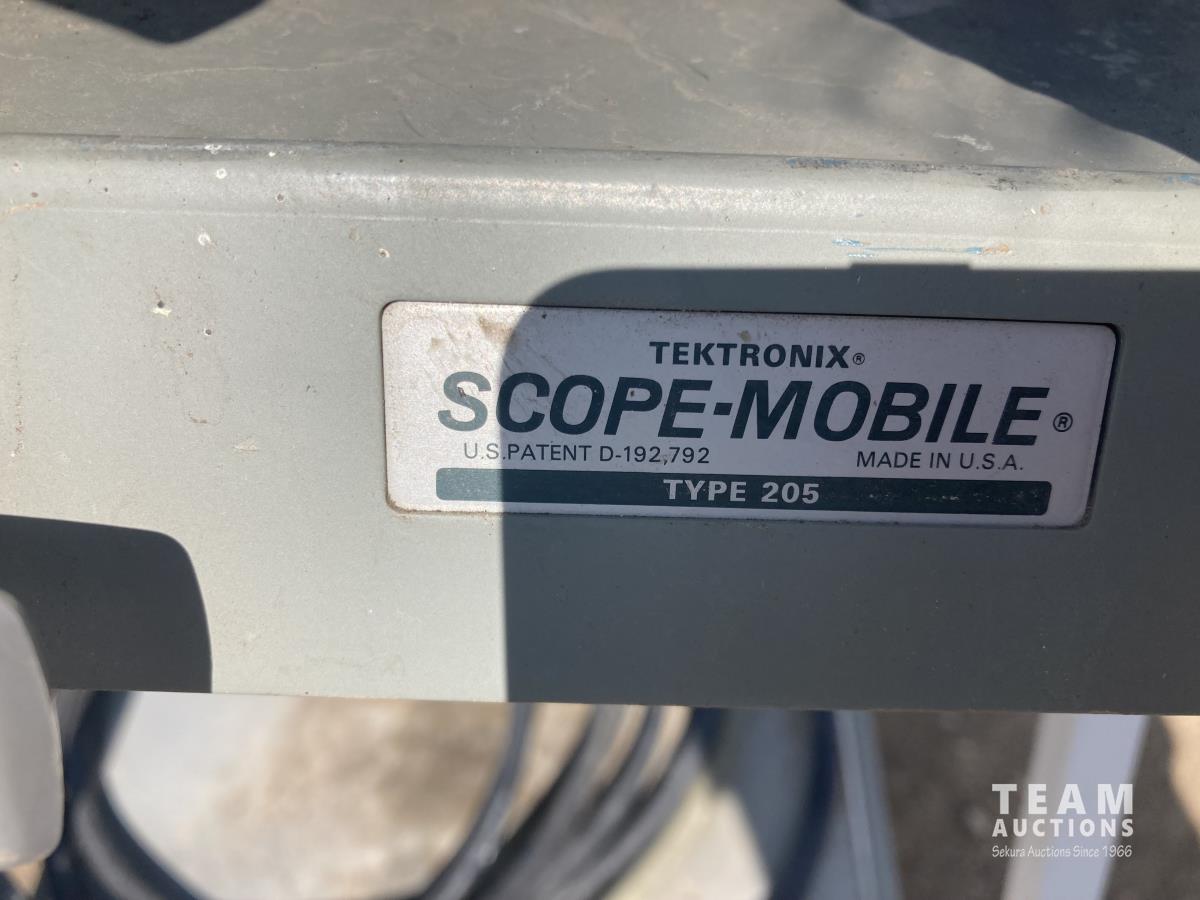 TEKTRONIX®
SCOPE-MOBILE®
U.S.PATENT D-192,792 MADE IN U.S.A.
TYPE 205
TEAM
AUCTIONS
Sekura Auctions Since 1966